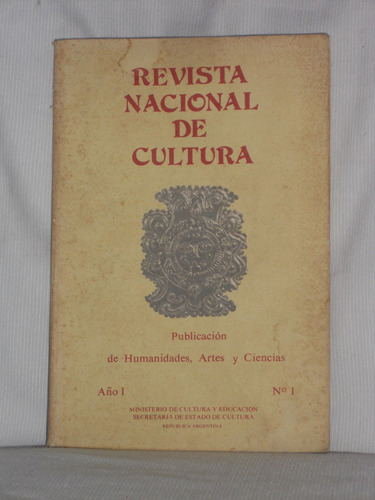 REVISTA
NACIONAL
DE
CULTURA
Publicación
de Humanidades, Artes y Ciencias
Año I Nº 1
MINISTERIO DE CULTURA Y EDUCACION
SECRETARIA DE ESTADO DE CULTURA
REPUBLICA ARGENTINA